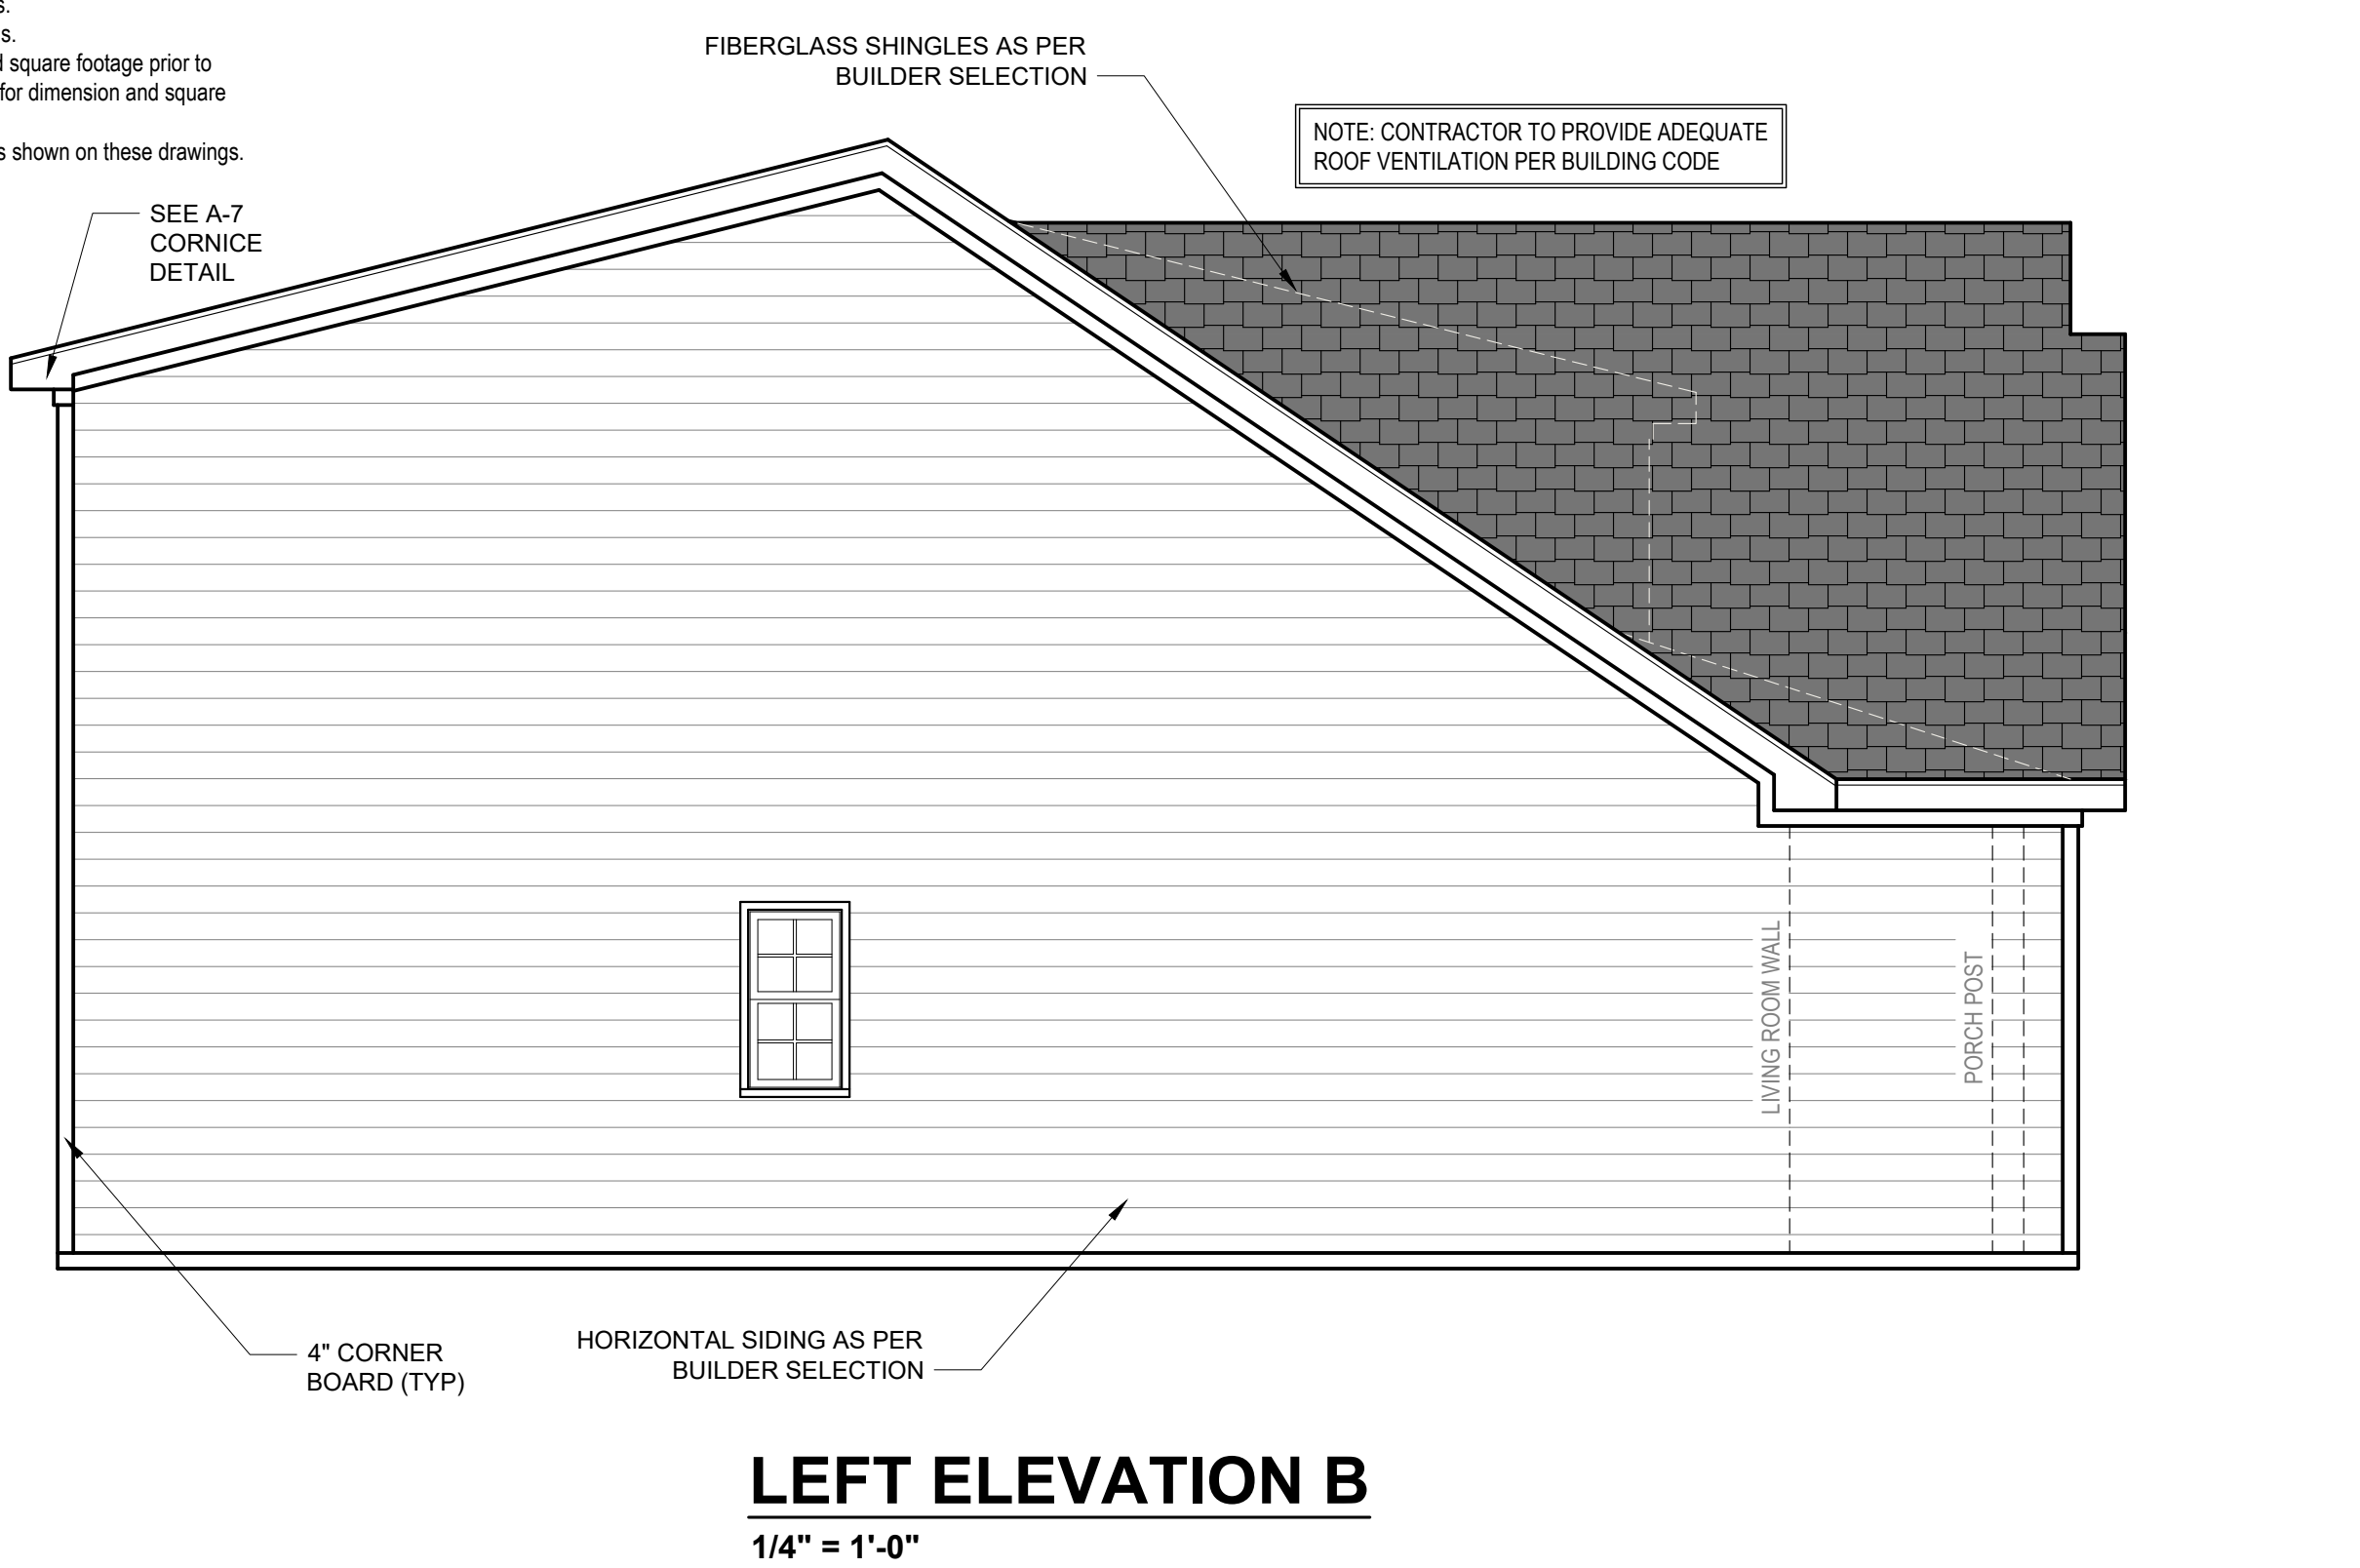 s.
s.
d square footage prior to
for dimension and square
s shown on these drawings.
FIBERGLASS SHINGLES AS PER
BUILDER SELECTION
NOTE: CONTRACTOR TO PROVIDE ADEQUATE
ROOF VENTILATION PER BUILDING CODE
SEE A-7
CORNICE
DETAIL
LIVING ROOM WALL
PORCH POST
4" CORNER
BOARD (TYP)
HORIZONTAL SIDING AS PER
BUILDER SELECTION
LEFT ELEVATION B
1/4" = 1'-0"